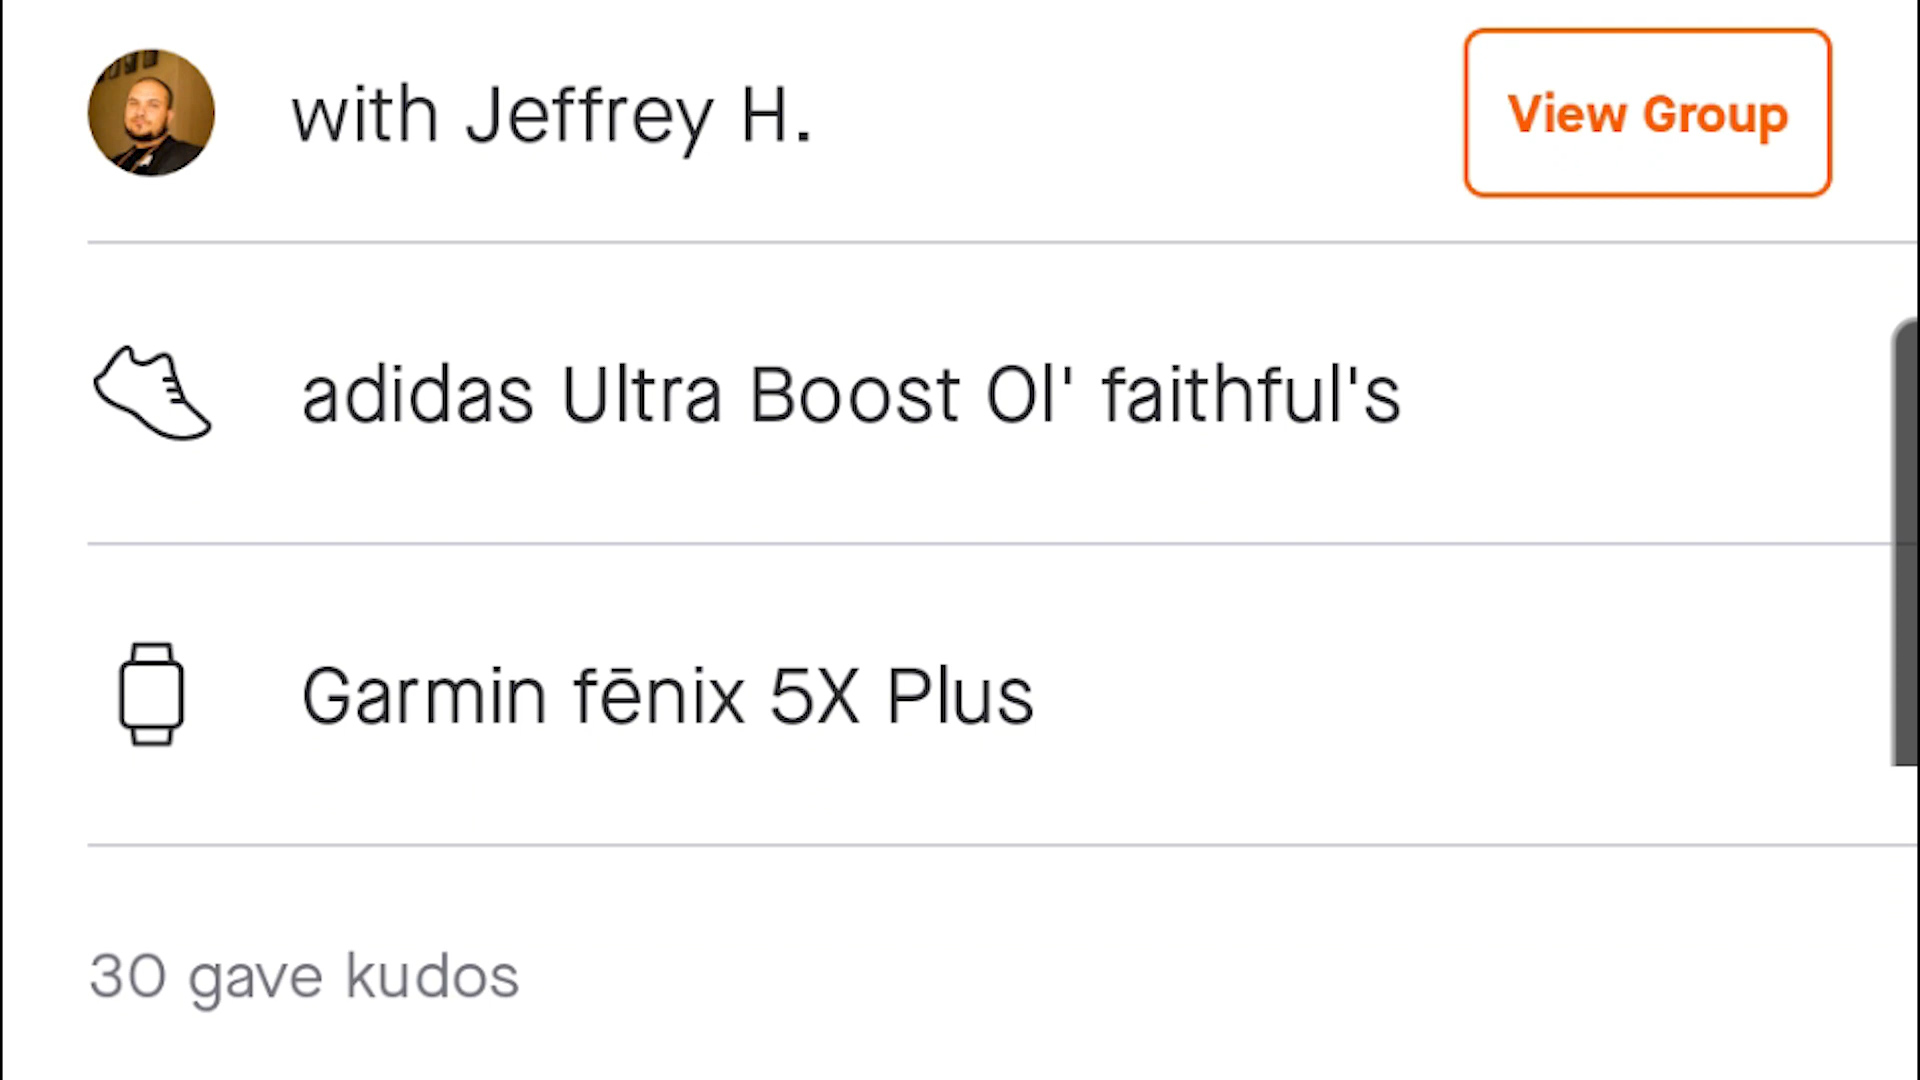 with Jeffrey H.
View Group
adidas Ultra Boost Ol' faithful's
Garmin fēnix 5X Plus
30 gave kudos